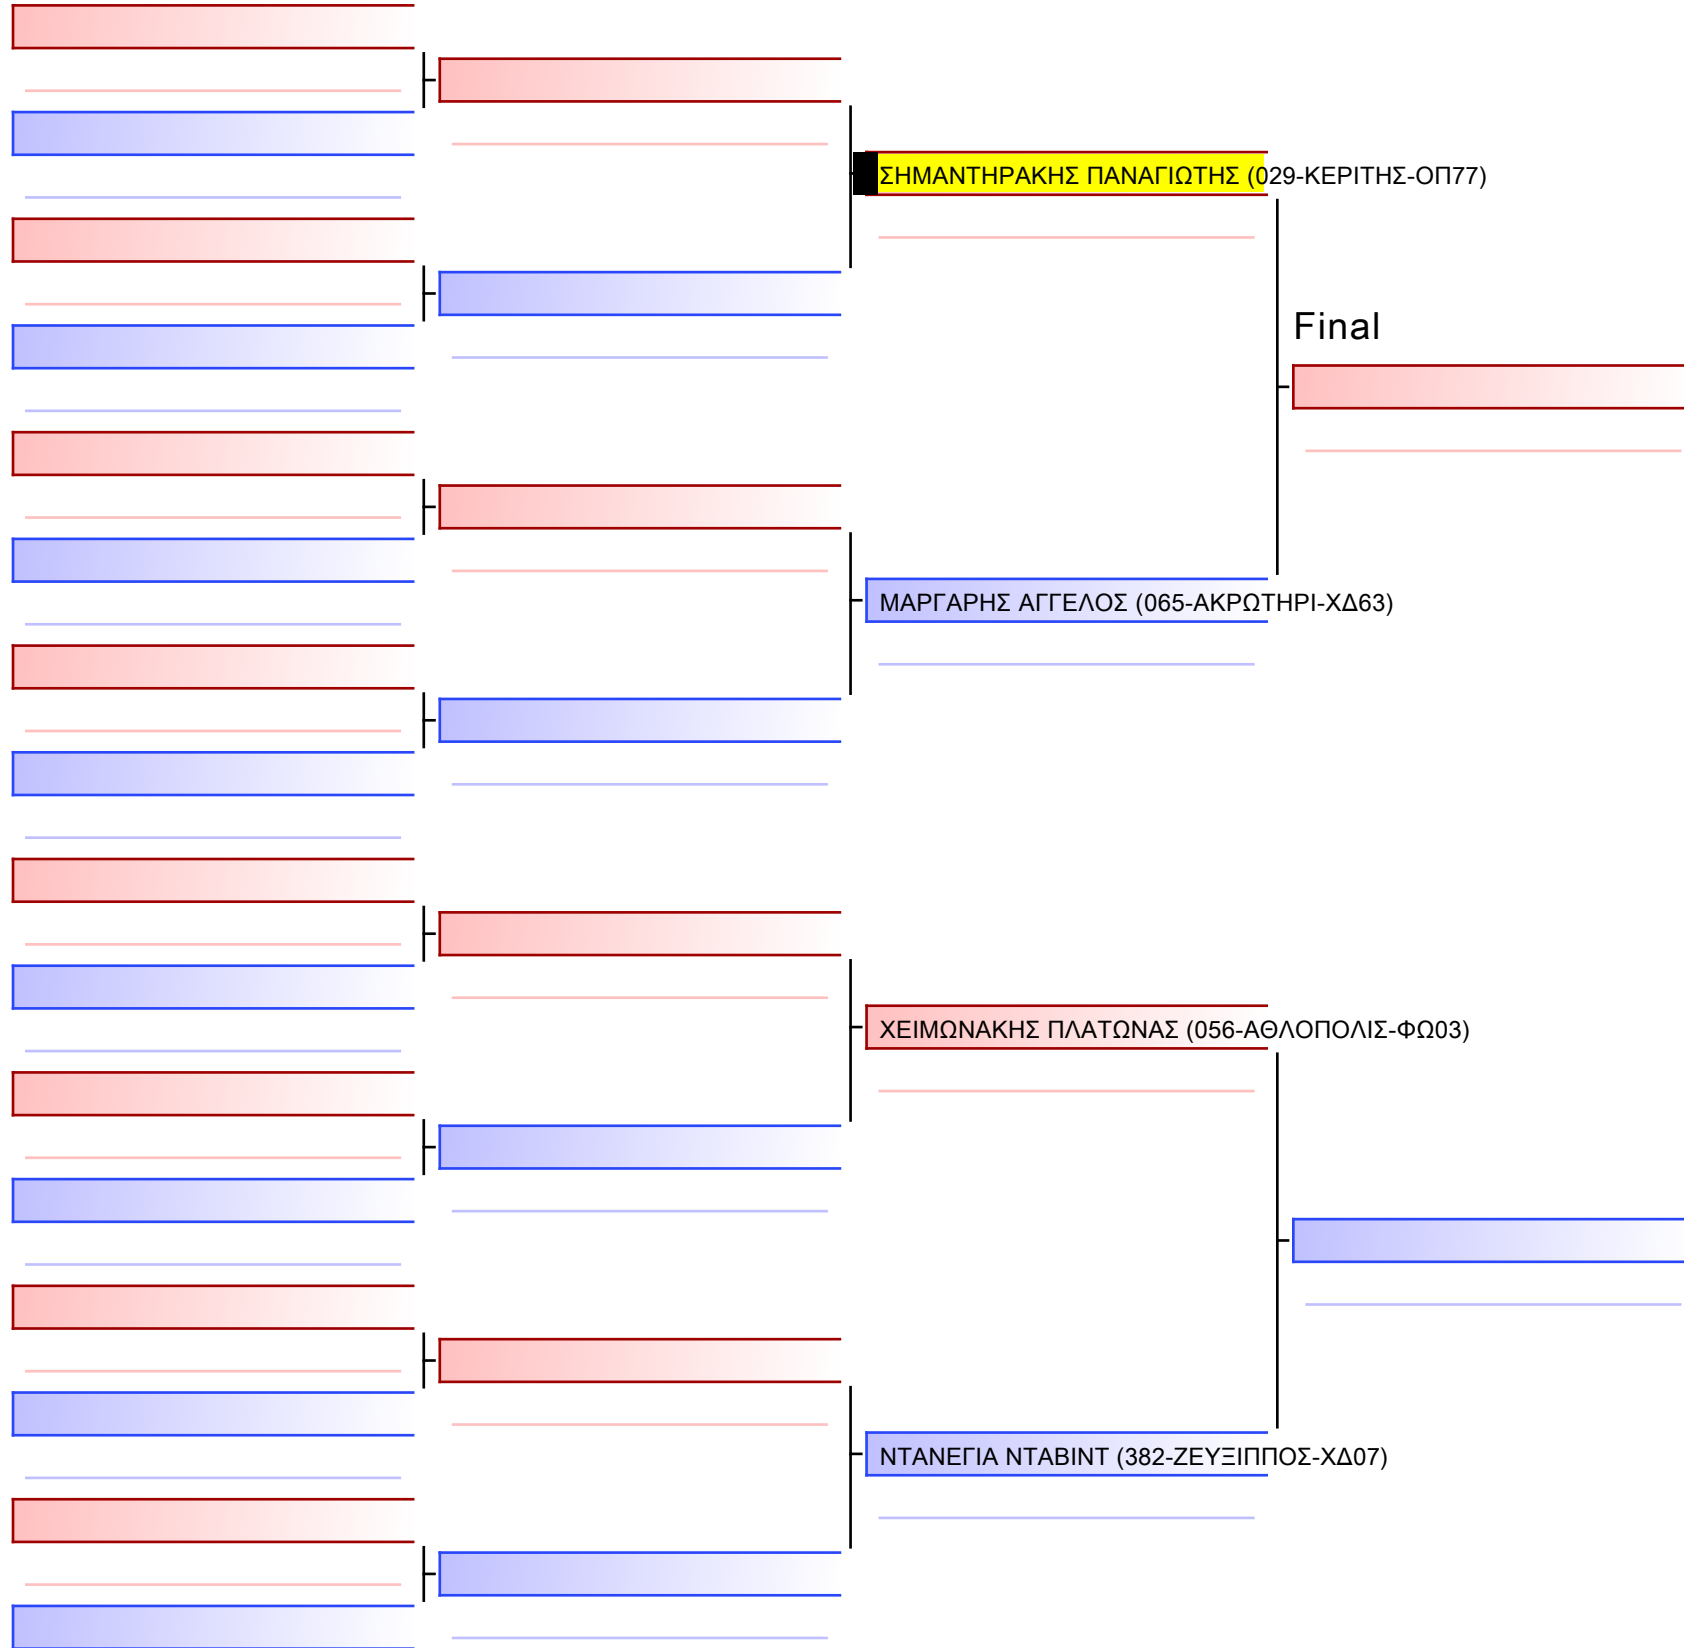 ΣΗΜΑΝΤΗΡΑΚΗΣ ΠΑΝΑΓΙΩΤΗΣ (029-ΚΕΡΙΤΗΣ-ΟΠ77)
Final
ΜΑΡΓΑΡΗΣ ΑΓΓΕΛΟΣ (065-ΑΚΡΩΤΗΡΙ-ΧΔ63)
ΧΕΙΜΩΝΑΚΗΣ ΠΛΑΤΩΝΑΣ (056-ΑΘΛΟΠΟΛΙΣ-ΦΩ03)
ΝΤΑΝΕΓΙΑ ΝΤΑΒΙΝΤ (382-ΖΕΥΞΙΠΠΟΣ-ΧΔ07)